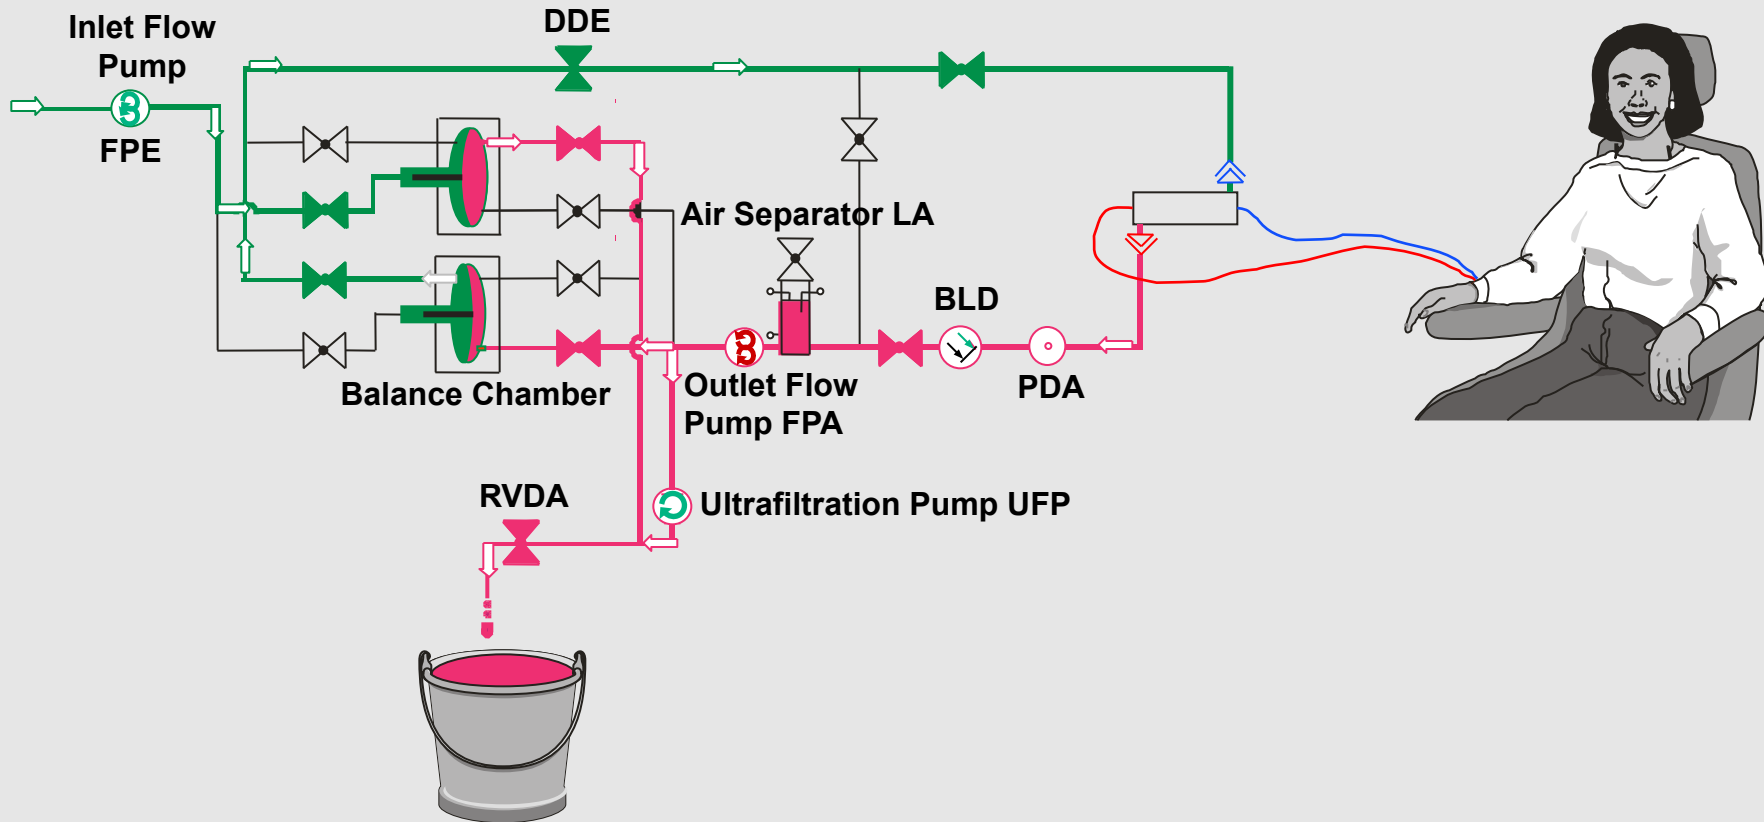 Inlet Flow
Pump
FPE
DDE
Air Separator LA
BLD
PDA
Balance Chamber
Outlet Flow
Pump FPA
RVDA
Ultrafiltration Pump UFP